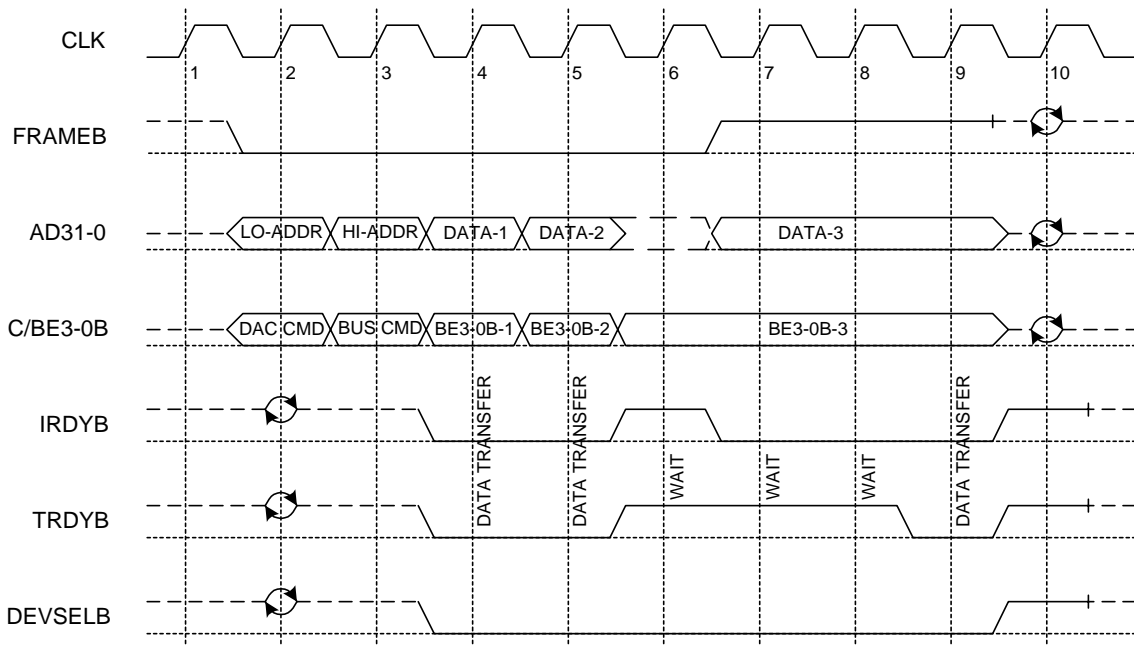 CLK
1 2 3 4 5 6 7 8 9 10
FRAMEB
AD31-0
LO-ADDR HI-ADDR DATA-1 DATA-2 DATA-3
C/BE3-0B
DAC CMD BUS CMD BE3-0B-1 BE3-0B-2 BE3-0B-3
IRDYB
DATA TRANSFER
DATA TRANSFER
WAIT
WAIT
WAIT
DATA TRANSFER
TRDYB
DEVSELB